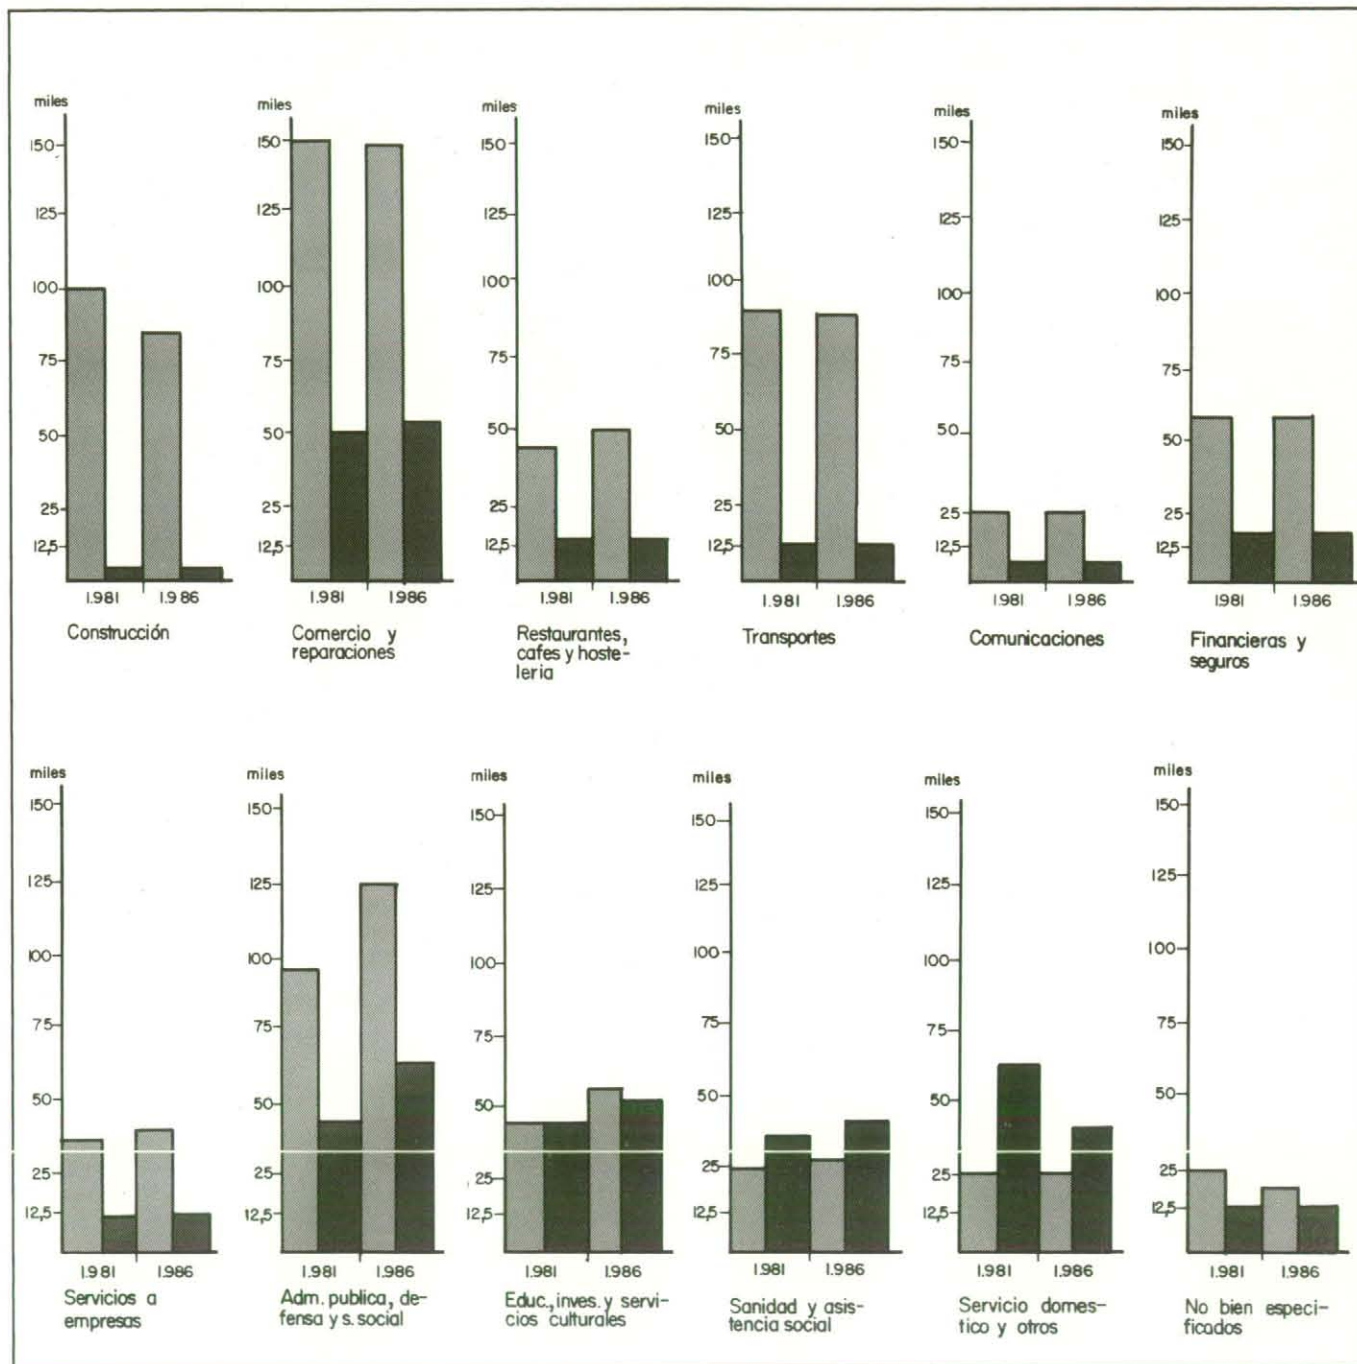 miles
150
125
100
75
50
25
12,5
1.981 1.986
Construcción
miles
150
125
100
75
50
25
12,5
1.981 1.986
Comercio y
reparaciones
miles
150
125
100
75
50
25
12,5
1.981 1.986
Restaurantes,
cafes y hoste-
leria
miles
150
125
100
75
50
25
12,5
1.981 1.986
Transportes
miles
150
125
100
75
50
25
12,5
1.981 1.986
Comunicaciones
miles
150
125
100
75
50
25
12,5
1.981 1.986
Financieras y
seguros
miles
150
125
100
75
50
25
12,5
1.981 1.986
Servicios a
empresas
miles
150
125
100
75
50
25
12,5
1.981 1.986
Adm. publica, de-
fensa y s. social
miles
150
125
100
75
50
25
12,5
1.981 1.986
Educ., inves. y servi-
cios culturales
miles
150
125
100
75
50
25
12,5
1.981 1.986
Sanidad y asis-
tencia social
miles
150
125
100
75
50
25
12,5
1.981 1.986
Servicio domes-
tico y otros
miles
150
125
100
75
50
25
12,5
1.981 1.986
No bien especi-
ficados